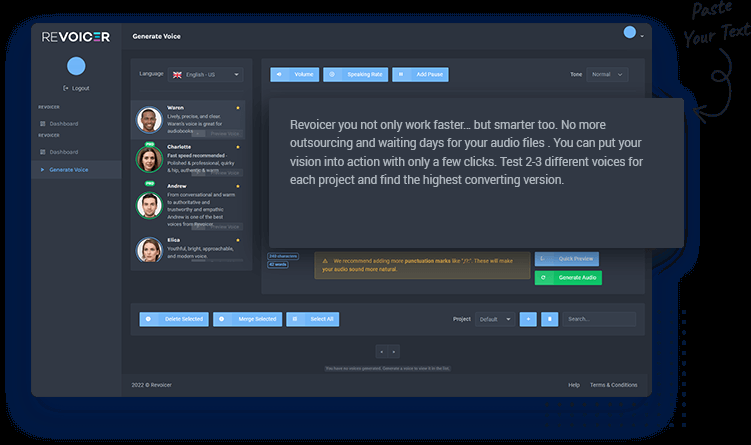 Paste
Your Text
REVOICER
Generate Voice
Logout
REVOICER
Dashboard
REVOICER
Dashboard
Generate Voice
Language
English - US
Waron
Lively, precise, and clean.
Waron's voice is great for
audiobooks
Preview Voice
PRO
Charlotte
Fast speed recommended -
Polished & professional, quirky
& hip, authentic & warm
Preview Voice
PRO
Andrew
From conversational and warm
to authoritative and
trustworthy and empathic
Andrew is one of the best
voices from Revoicer
Preview Voice
Elica
Youthful, bright, approachable,
and modern voice.
Volume
Speaking Rate
Add Pause
Tone
Normal
Revoicer you not only work faster... but smarter too. No more
outsourcing and waiting days for your audio files . You can put your
vision into action with only a few clicks. Test 2-3 different voices for
each project and find the highest converting version.
characters
42 words
We recommend adding more punctuation marks like ",!?.". These will make
your audio sound more natural.
Quick Preview
Generate Audio
Delete Selected
Merge Selected
Select All
Project
Default
+
Search...
You have no voices generated. Generate a voice to view it in the list.
2022 © Revoicer
Help
Terms & Conditions